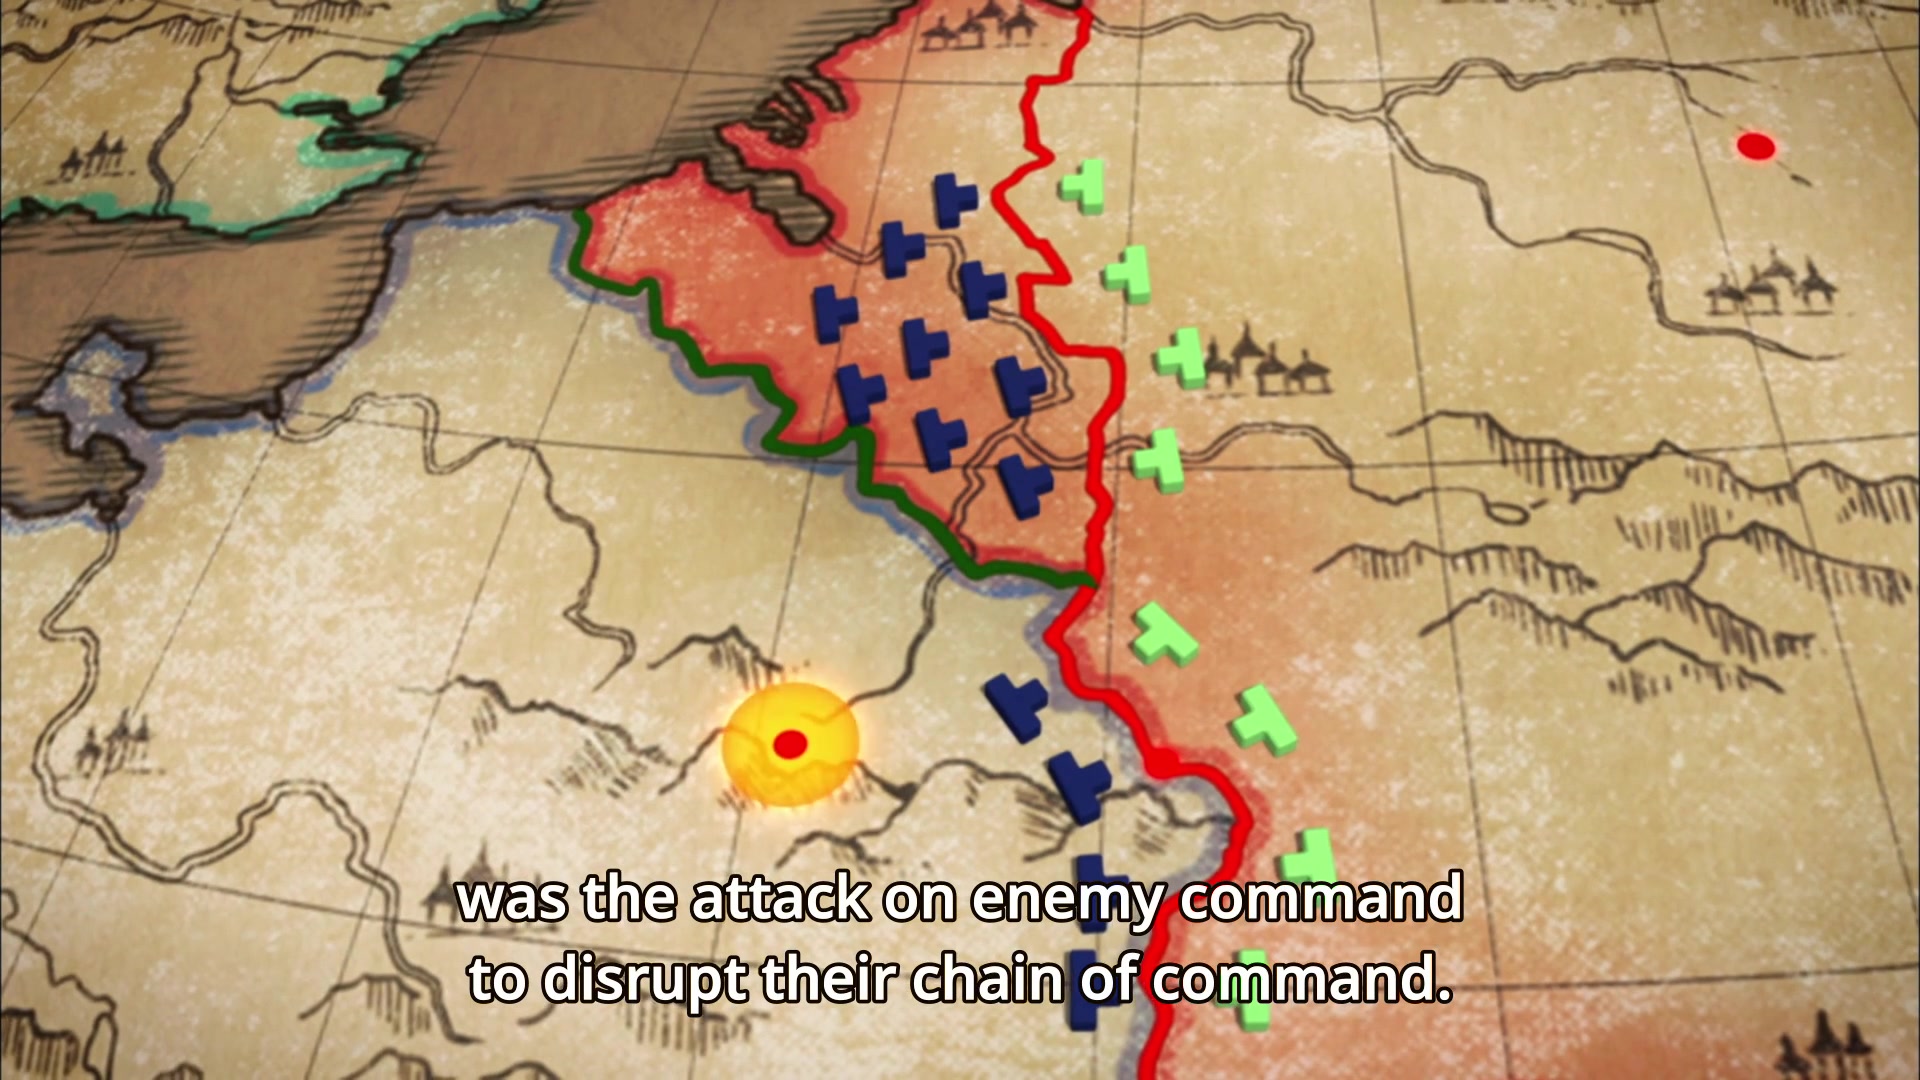 was the attack on enemy command
to disrupt their chain of command.